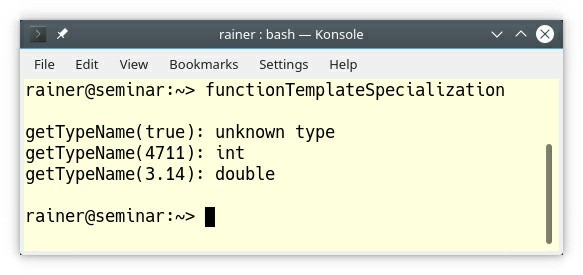 rainer : bash — Konsole
File Edit View Bookmarks Settings Help
rainer@seminar:~> functionTemplateSpecialization
getTypeName(true): unknown type
getTypeName(4711): int
getTypeName(3.14): double
rainer@seminar:~>